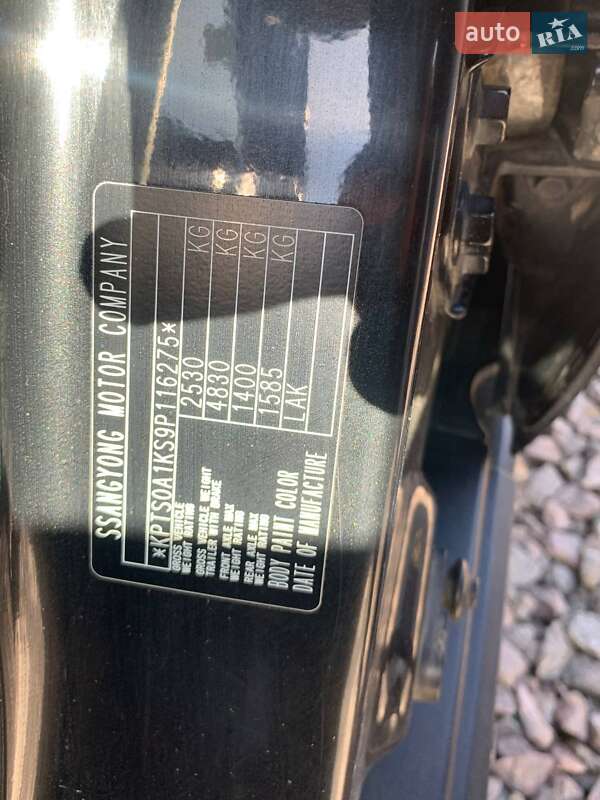 auto RIA
.com
SSANGYONG MOTOR COMPANY
*KPTS0A1KS9P116275*
GROSS VEHICLE
WEIGHT RATING
2530 KG
GROSS VEHICLE WEIGHT
TRAILER WITH BRAKE
4830 KG
FRONT AXLE MAX
WEIGHT RATING
1400 KG
REAR AXLE MAX
WEIGHT RATING
1585 KG
BODY PAINT COLOR LAK
DATE OF MANUFACTURE